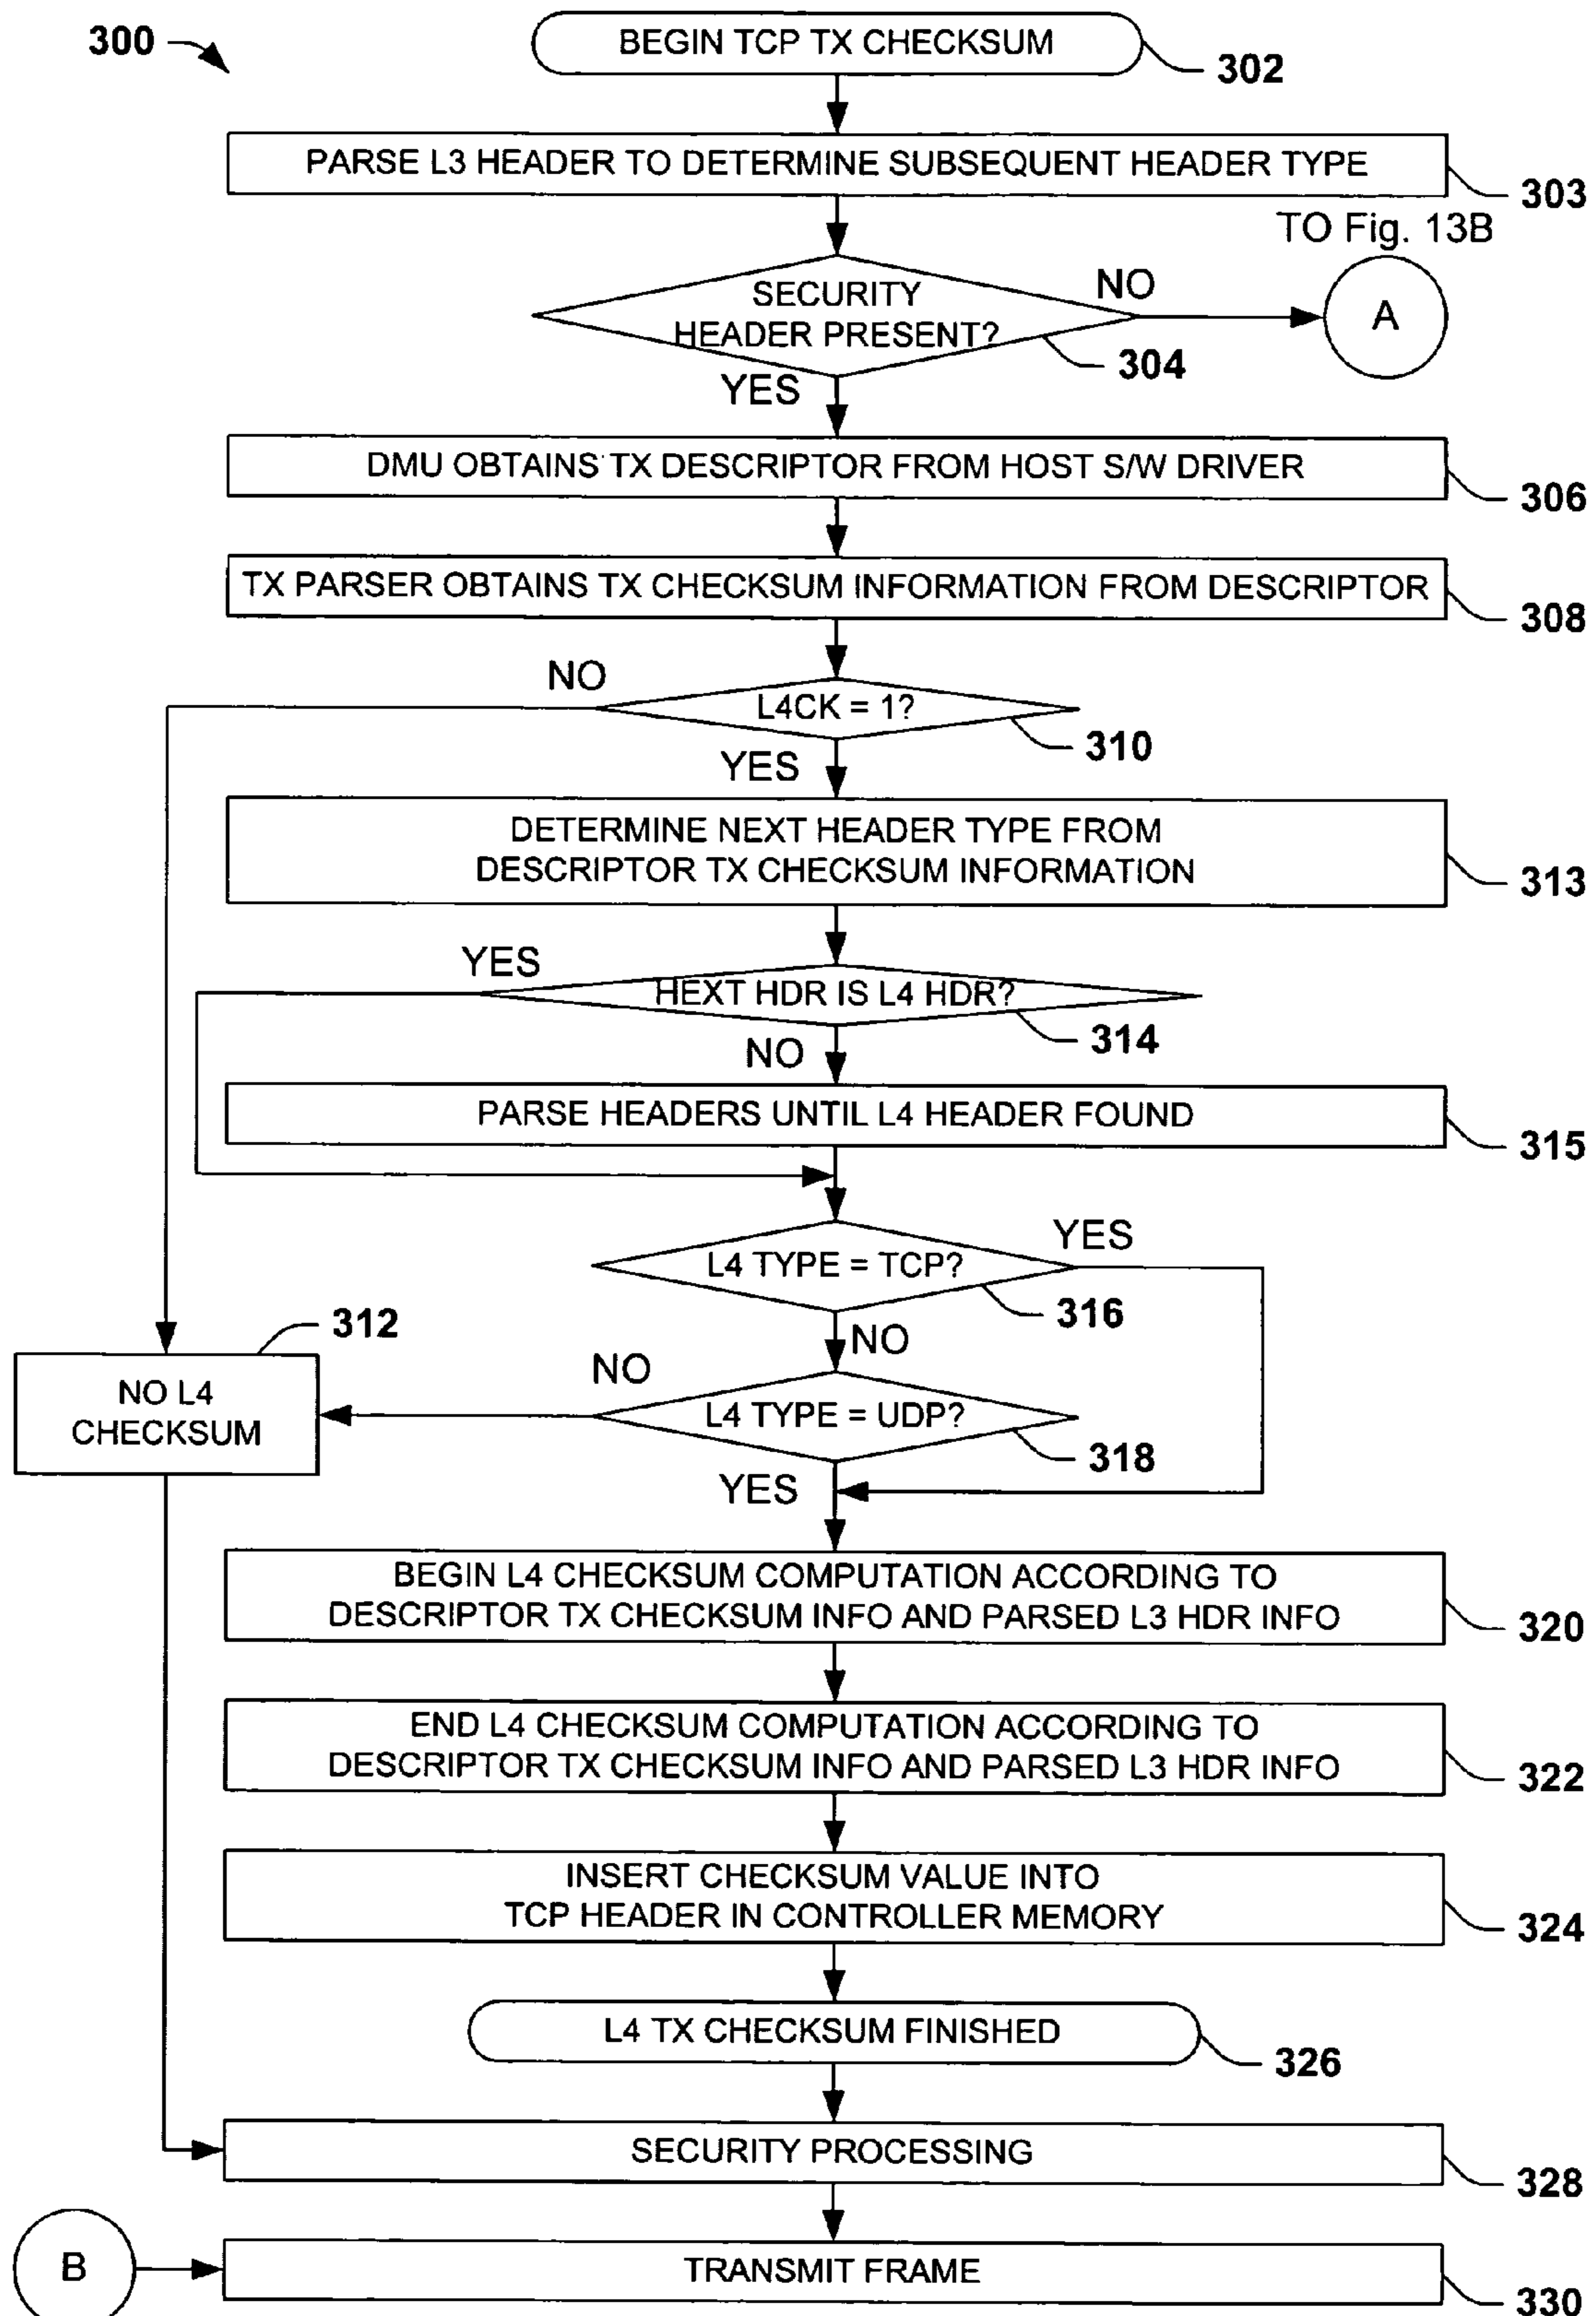 300
BEGIN TCP TX CHECKSUM
302
PARSE L3 HEADER TO DETERMINE SUBSEQUENT HEADER TYPE
303
TO Fig. 13B
SECURITY
HEADER PRESENT?
NO
A
304
YES
DMU OBTAINS TX DESCRIPTOR FROM HOST S/W DRIVER
306
TX PARSER OBTAINS TX CHECKSUM INFORMATION FROM DESCRIPTOR
308
NO
L4CK = 1?
310
YES
DETERMINE NEXT HEADER TYPE FROM
DESCRIPTOR TX CHECKSUM INFORMATION
313
YES
HEXT HDR IS L4 HDR?
314
NO
PARSE HEADERS UNTIL L4 HEADER FOUND
315
L4 TYPE = TCP?
YES
316
NO
312
NO L4
CHECKSUM
NO
L4 TYPE = UDP?
318
YES
BEGIN L4 CHECKSUM COMPUTATION ACCORDING TO
DESCRIPTOR TX CHECKSUM INFO AND PARSED L3 HDR INFO
320
END L4 CHECKSUM COMPUTATION ACCORDING TO
DESCRIPTOR TX CHECKSUM INFO AND PARSED L3 HDR INFO
322
INSERT CHECKSUM VALUE INTO
TCP HEADER IN CONTROLLER MEMORY
324
L4 TX CHECKSUM FINISHED
326
SECURITY PROCESSING
328
B
TRANSMIT FRAME
330